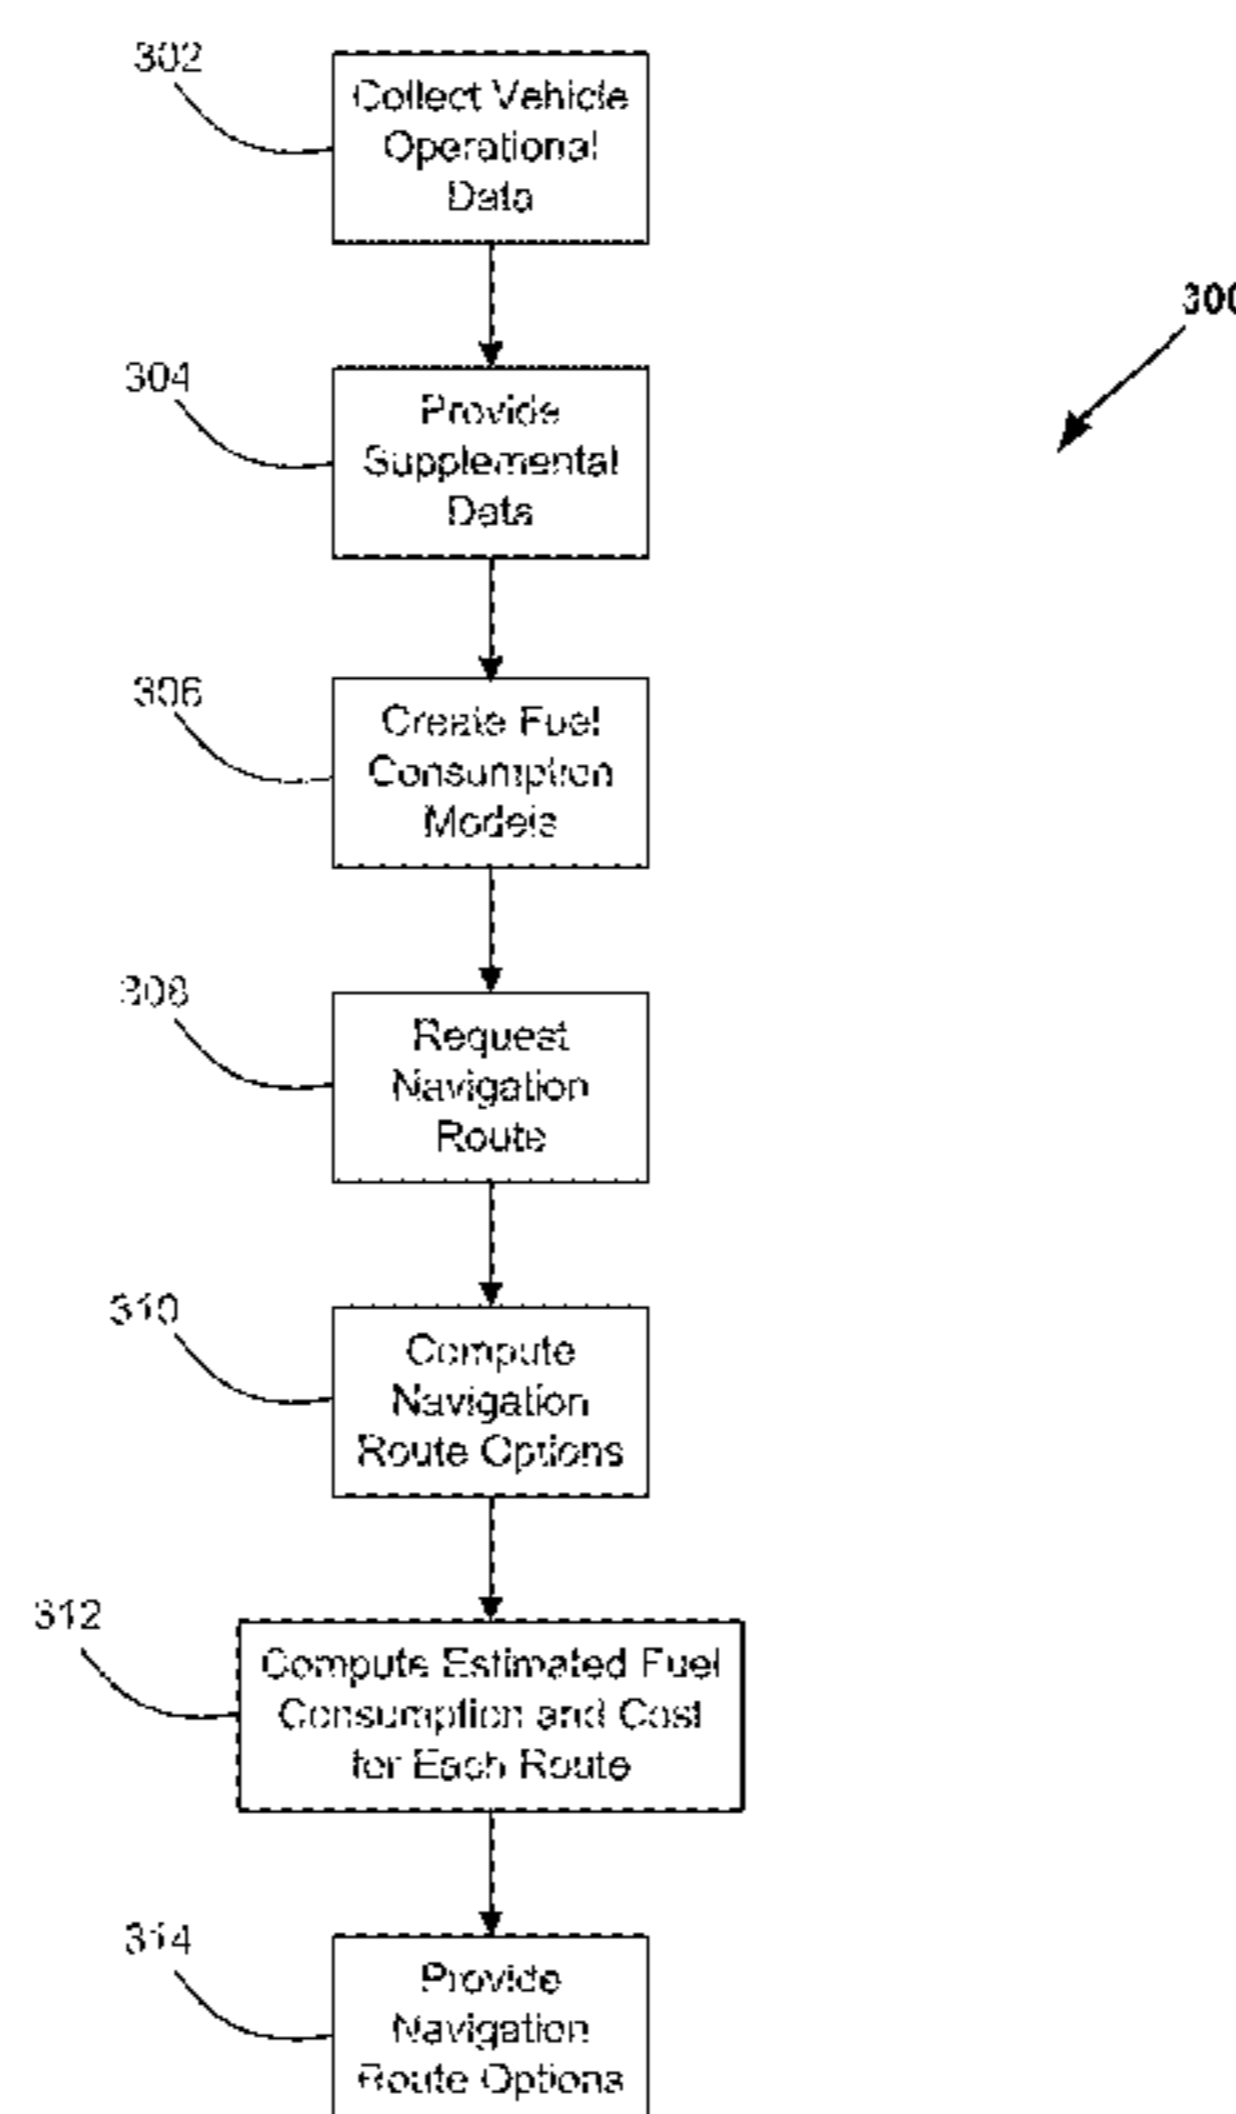 302
Collect Vehicle
Operational
Data
300
304
Provide
Supplemental
Data
306
Create Fuel
Consumption
Models
308
Request
Navigation
Route
310
Compute
Navigation
Route Options
312
Compute Estimated Fuel
Consumption and Cost
for Each Route
314
Provide
Navigation
Route Options